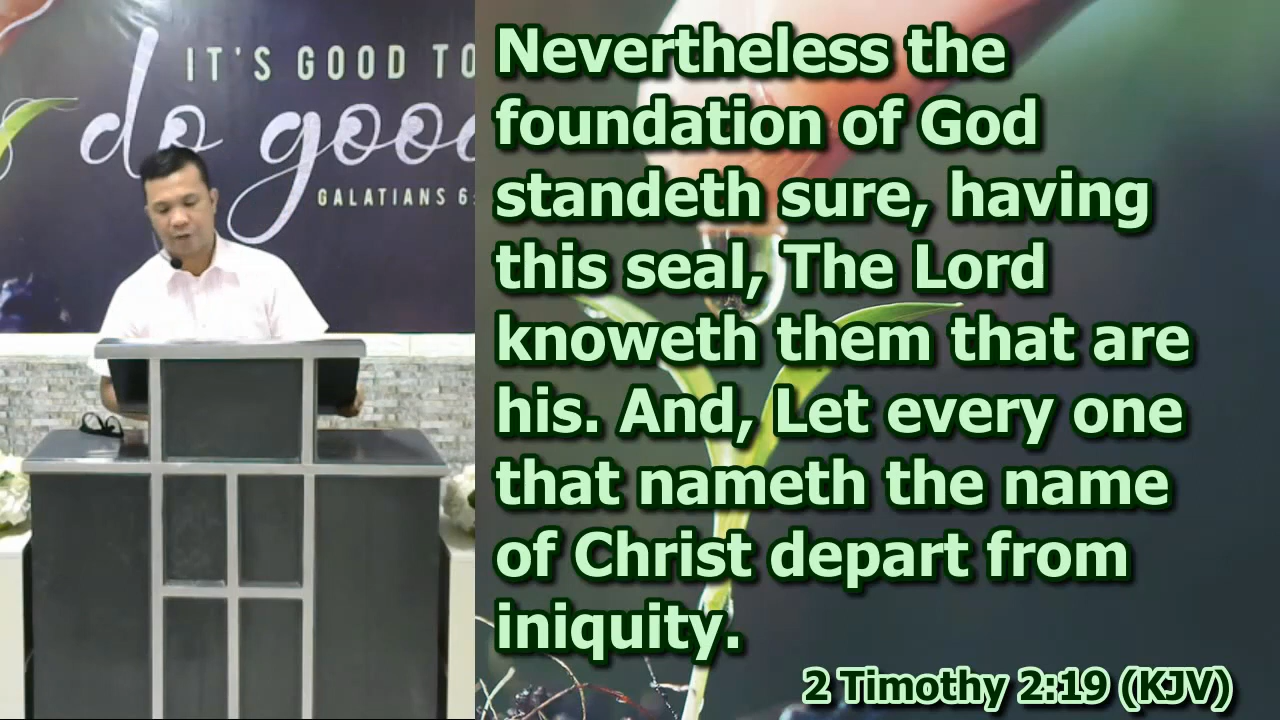 IT'S GOOD TO
do good
GALATIANS 6:
Nevertheless the
foundation of God
standeth sure, having
this seal, The Lord
knoweth them that are
his. And, Let every one
that nameth the name
of Christ depart from
iniquity.
2 Timothy 2:19 (KJV)